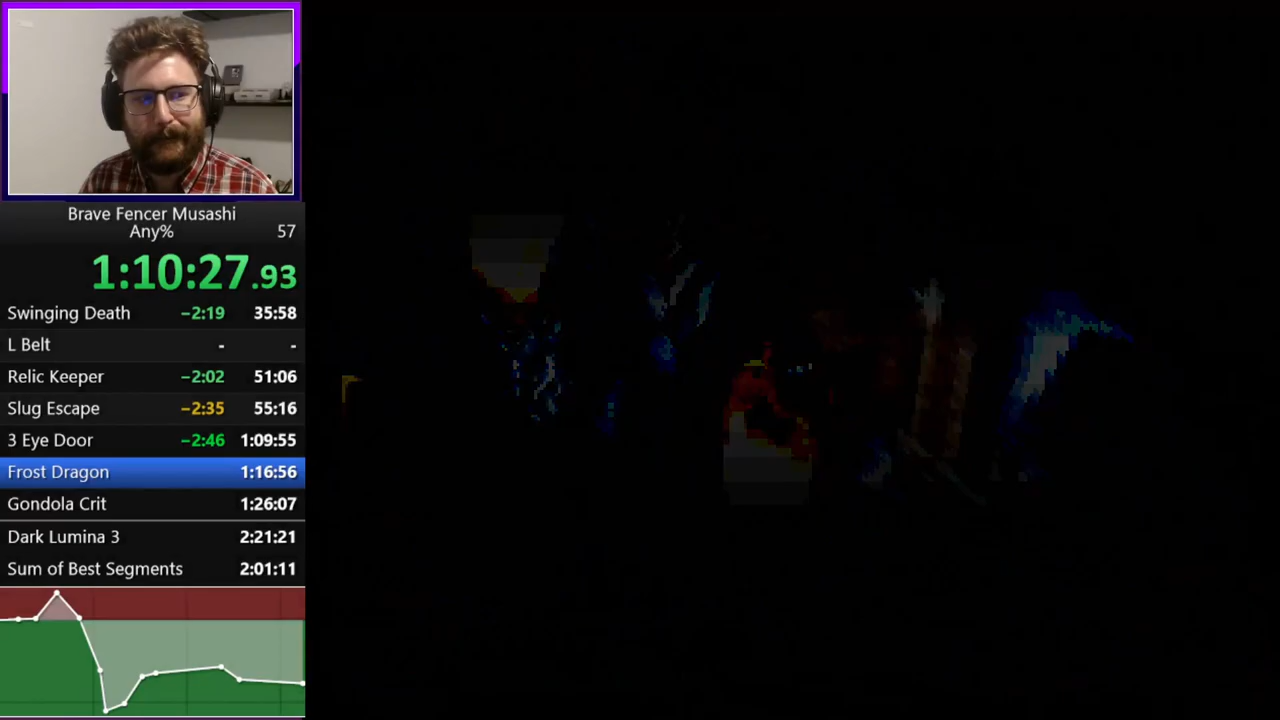 Brave Fencer Musashi
Any% 57
1:10:27.93
Swinging Death -2:19 35:58
L Belt - -
Relic Keeper -2:02 51:06
Slug Escape -2:35 55:16
3 Eye Door -2:46 1:09:55
Frost Dragon 1:16:56
Gondola Crit 1:26:07
Dark Lumina 3 2:21:21
Sum of Best Segments 2:01:11